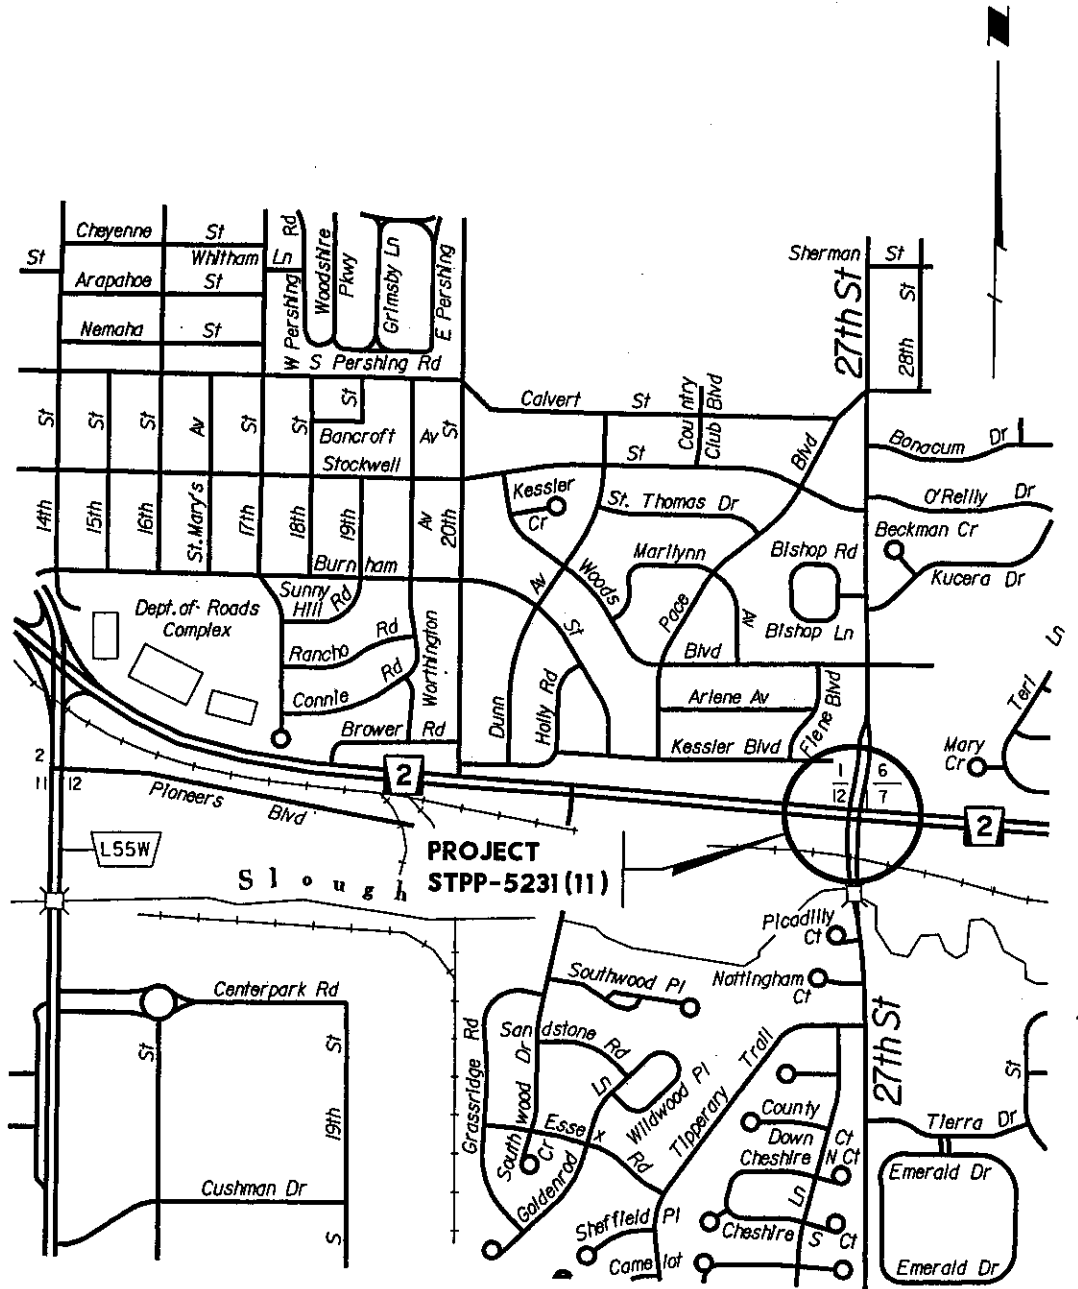 Cheyenne St
St
Whitham Ln
Arapahoe St
Nemaha St
W Pershing Rd
Woodshire Pkwy
Grimsby Ln
E Pershing
S Pershing Rd
Sherman St
27th St
28th St
Calvert St
Country Club Blvd
Blvd
Bonacum Dr
St
St
St
Av
St
St
St
Bancroft
Av
St
Stockwell
St
14th
15th
16th
St.Mary's
17th
18th
19th
Av
20th
Kessler Cr
St. Thomas Dr
O'Reilly Dr
Beckman Cr
Kucera Dr
Bishop Rd
Bishop Ln
Burnham
St
Sunny Hill Rd
Dept.of Roads Complex
Rancho Rd
Connie Rd
Worthington
Brower Rd
Dunn
Av
Woods
Blvd
Marilynn
Av
Pace
Holly Rd
Arlene Av
Kessler Blvd
Flene Blvd
Terl Ln
Mary Cr
2
11
12
1
12
6
7
2
2
Pioneers Blvd
L55W
PROJECT
STPP-5231(11)
Slough
Picadilly Ct
Nottingham Ct
Southwood Pl
Centerpark Rd
St
St
19th
S
Cushman Dr
Grassridge Rd
Sandstone Rd
Southwood Dr
Cr
Essex Rd
Goldenrod Ln
Wildwood Pl
Tipperary Trail
27th St
St
County Down Ct
Cheshire N Ct
Ln
Cheshire S Ct
Tierra Dr
Emerald Dr
Emerald Dr
Sheffield Pl
Camelot